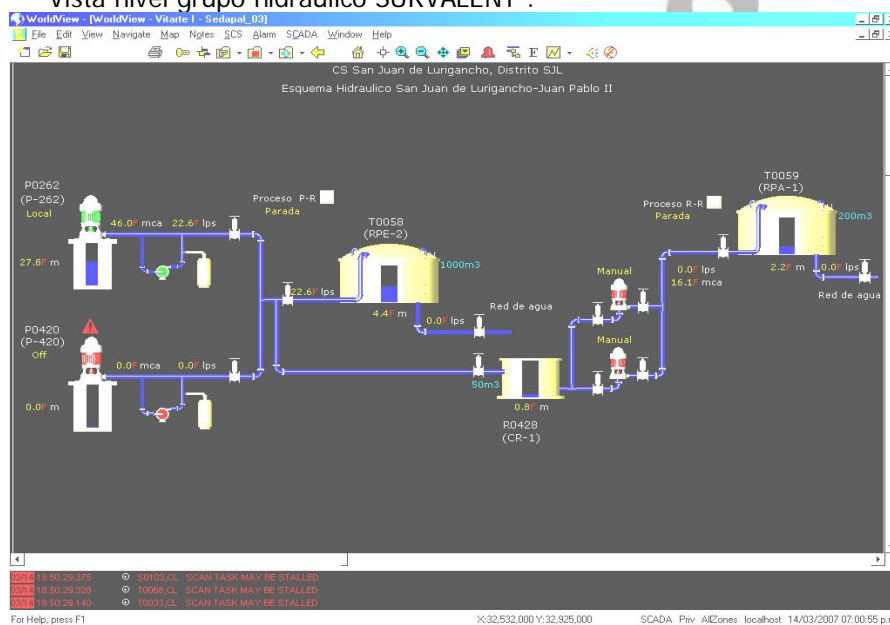 Vista nivel grupo hidraulico SURVALENT .
WorldView - [WorldView - Vitarte I - Sedapal_03]
File Edit View Navigate Map Notes SCS Alarm SCADA Window Help
F
CS San Juan de Lurigancho, Distrito SJL
Esquema Hidraulico San Juan de Lurigancho-Juan Pablo II
P0262
(P-262)
Local
46.0F mca 22.6F lps
27.8F m
Proceso P-R
Parada
T0058
(RPE-2)
1000m3
22.6F lps
4.4F m
0.0F lps
Red de agua
Proceso R-R
Parada
T0059
(RPA-1)
200m3
Manual
0.0F lps
16.1F mca
2.2F m
0.0F lps
Red de agua
P0420
(P-420)
Off
0.0F mca 0.0F lps
0.0F m
Manual
50m3
0.8F m
R0428
(CR-1)
03/14 18:50:29.375 S0103,CL SCAN TASK MAY BE STALLED
03/14 18:50:29.328 T0068,CL SCAN TASK MAY BE STALLED
03/14 18:50:29.140 T0033,CL SCAN TASK MAY BE STALLED
For Help, press F1
X:32,532,000 Y:32,925,000
SCADA Priv AllZones localhost 14/03/2007 07:00:55 p.m